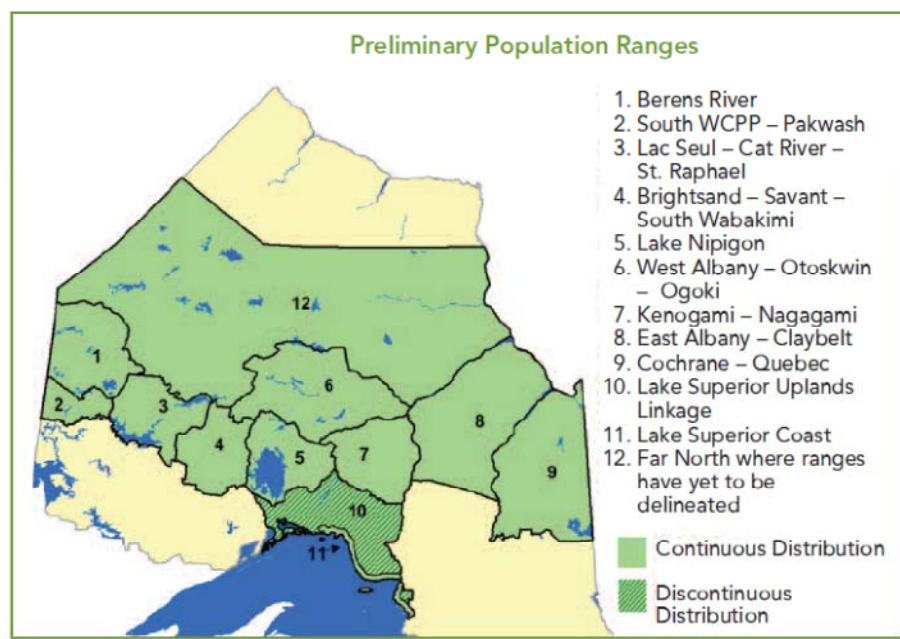 Preliminary Population Ranges
1. Berens River
2. South WCPP – Pakwash
3. Lac Seul – Cat River –
St. Raphael
4. Brightsand – Savant –
South Wabakimi
5. Lake Nipigon
6. West Albany – Otoskwin
– Ogoki
7. Kenogami – Nagagami
8. East Albany – Claybelt
9. Cochrane – Quebec
10. Lake Superior Uplands
Linkage
11. Lake Superior Coast
12. Far North where ranges
have yet to be
delineated
Continuous Distribution
Discontinuous
Distribution
12
1
6
2
3
8
4
5
7
9
10
11